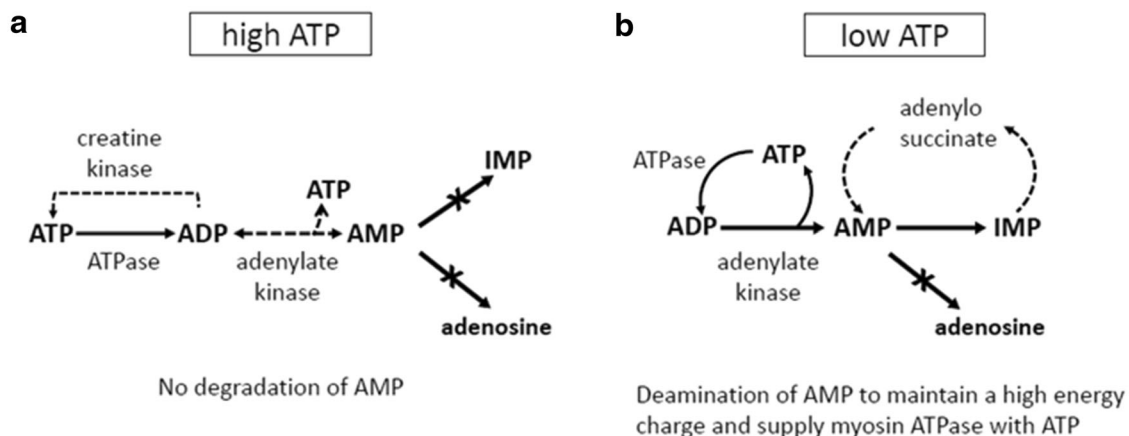 a
high ATP
creatine
kinase
ATP
ADP
ATPase
ATP
adenylate
kinase
AMP
IMP
adenosine
No degradation of AMP
b
low ATP
adenylo
succinate
ATPase
ATP
ADP
adenylate
kinase
AMP
IMP
adenosine
Deamination of AMP to maintain a high energy
charge and supply myosin ATPase with ATP